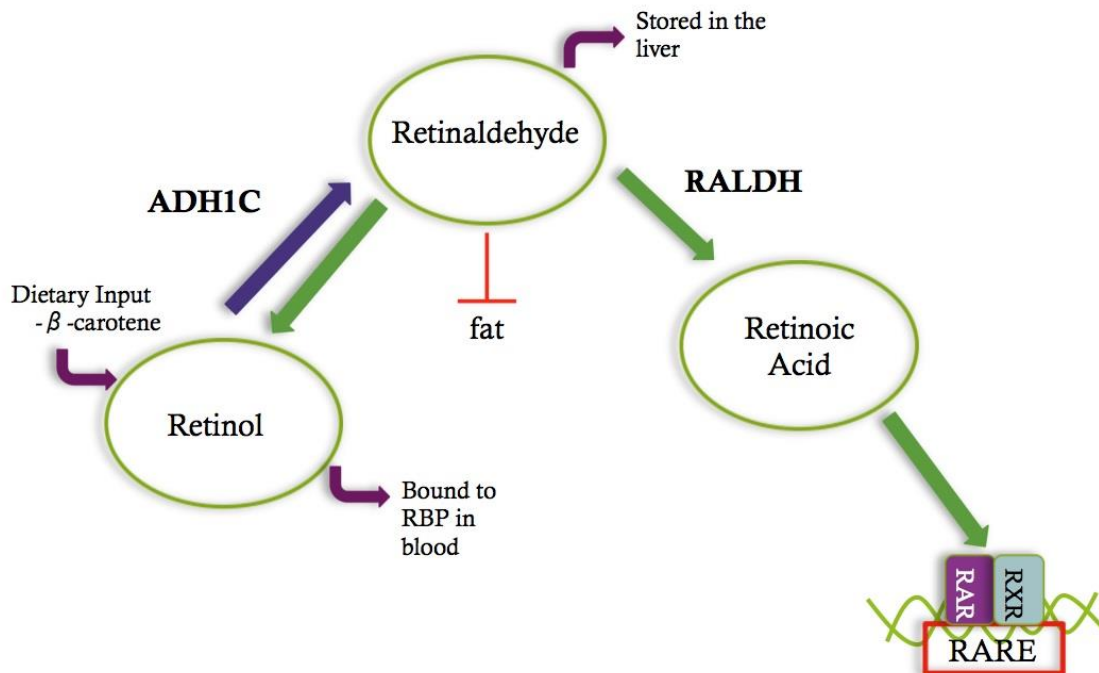 Stored in the
liver
Retinaldehyde
ADH1C
RALDH
Dietary Input
-β-carotene
fat
Retinoic
Acid
Retinol
Bound to
RBP in
blood
RAR
RXR
RARE